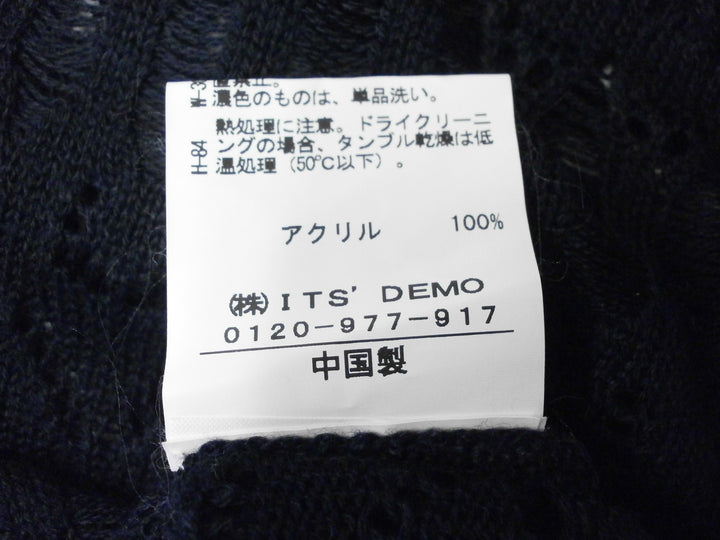 濃色のものは、単品洗い。
H-84 熱処理に注意。ドライクリーニ
ングの場合、タンブル乾燥は低
温処理(50℃以下)。
アクリル 100%
(株)ITS' DEMO
0120-977-917
中国製